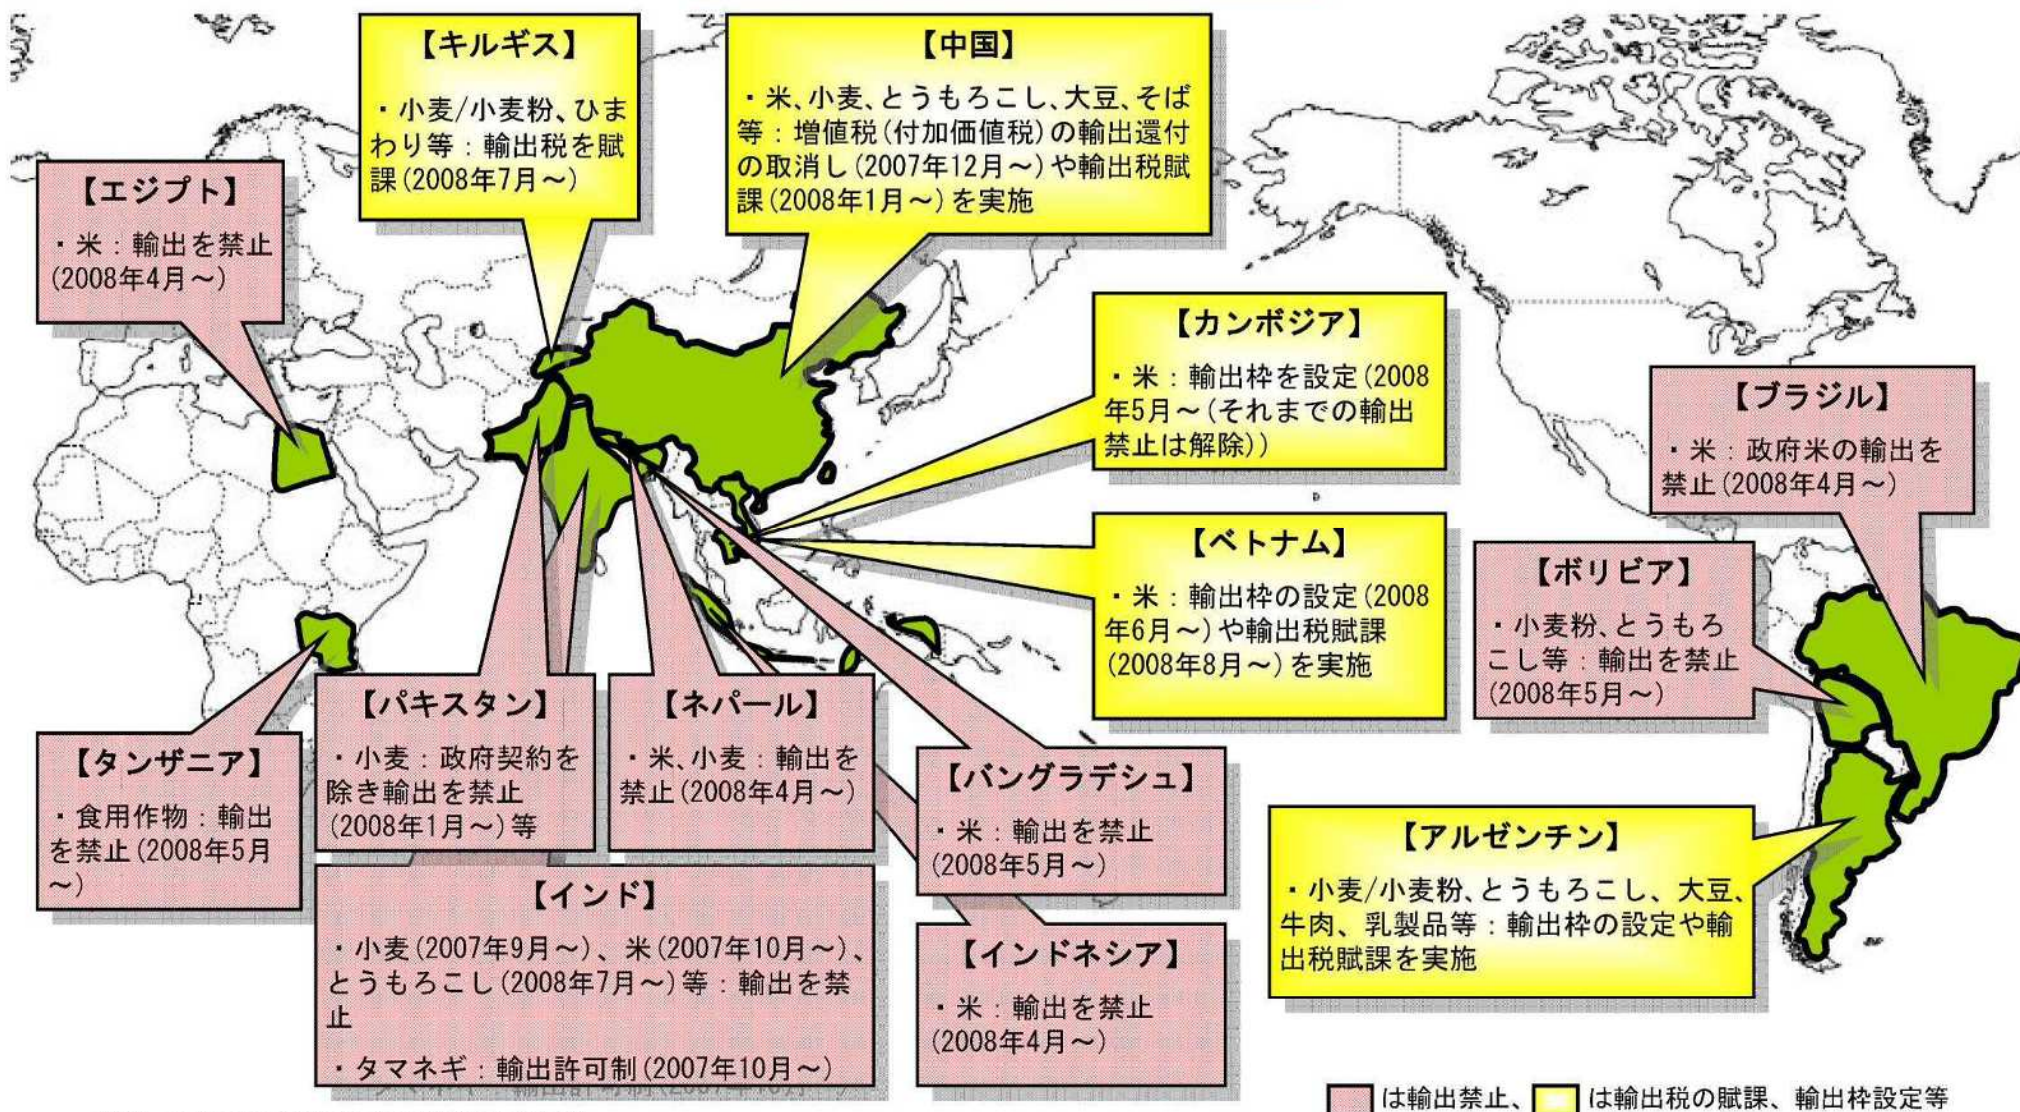 【キルギス】
・小麦/小麦粉、ひま
わり等：輸出税を賦
課(2008年7月～)
【中国】
・米、小麦、とうもろこし、大豆、そば
等：増値税(付加価値税)の輸出還付
の取消し(2007年12月～)や輸出税賦
課(2008年1月～)を実施
【エジプト】
・米：輸出を禁止
(2008年4月～)
【カンボジア】
・米：輸出枠を設定(2008
年5月～(それまでの輸出
禁止は解除))
【ブラジル】
・米：政府米の輸出を
禁止(2008年4月～)
【ベトナム】
・米：輸出枠の設定(2008
年6月～)や輸出税賦課
(2008年8月～)を実施
【ボリビア】
・小麦粉、とうもろ
こし等：輸出を禁止
(2008年5月～)
【タンザニア】
・食用作物：輸出
を禁止(2008年5月
～)
【パキスタン】
・小麦：政府契約を
除き輸出を禁止
(2008年1月～)等
【ネパール】
・米、小麦：輸出を
禁止(2008年4月～)
【バングラデシュ】
・米：輸出を禁止
(2008年5月～)
【アルゼンチン】
・小麦/小麦粉、とうもろこし、大豆、
牛肉、乳製品等：輸出枠の設定や輸
出税賦課を実施
【インド】
・小麦(2007年9月～)、米(2007年10月～)、
とうもろこし(2008年7月～)等：輸出を禁
止
・タマネギ：輸出許可制(2007年10月～)
【インドネシア】
・米：輸出を禁止
(2008年4月～)
は輸出禁止、 は輸出税の賦課、輸出枠設定等